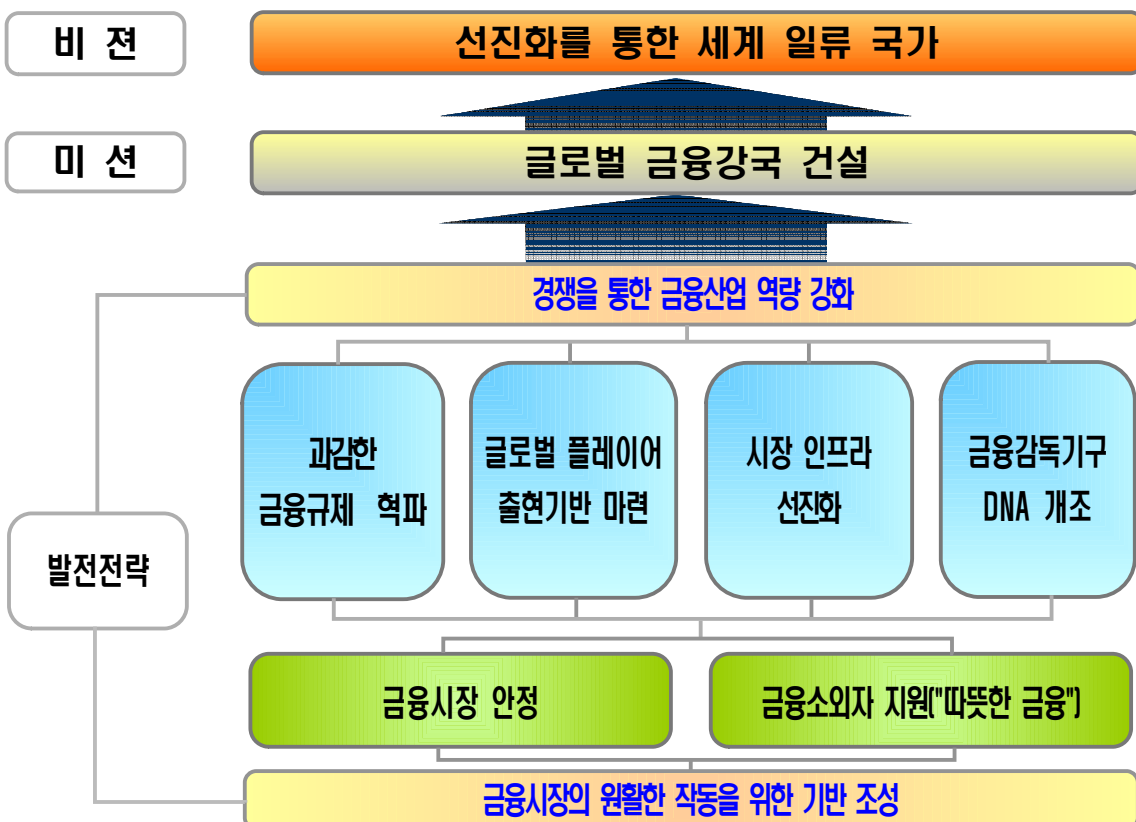 비 젼
선진화를 통한 세계 일류 국가
미 션
글로벌 금융강국 건설
경쟁을 통한 금융산업 역량 강화
과감한
금융규제 혁파
글로벌 플레이어
출현기반 마련
시장 인프라
선진화
금융감독기구
DNA 개조
발전전략
금융시장 안정
금융소외자 지원("따뜻한 금융")
금융시장의 원활한 작동을 위한 기반 조성